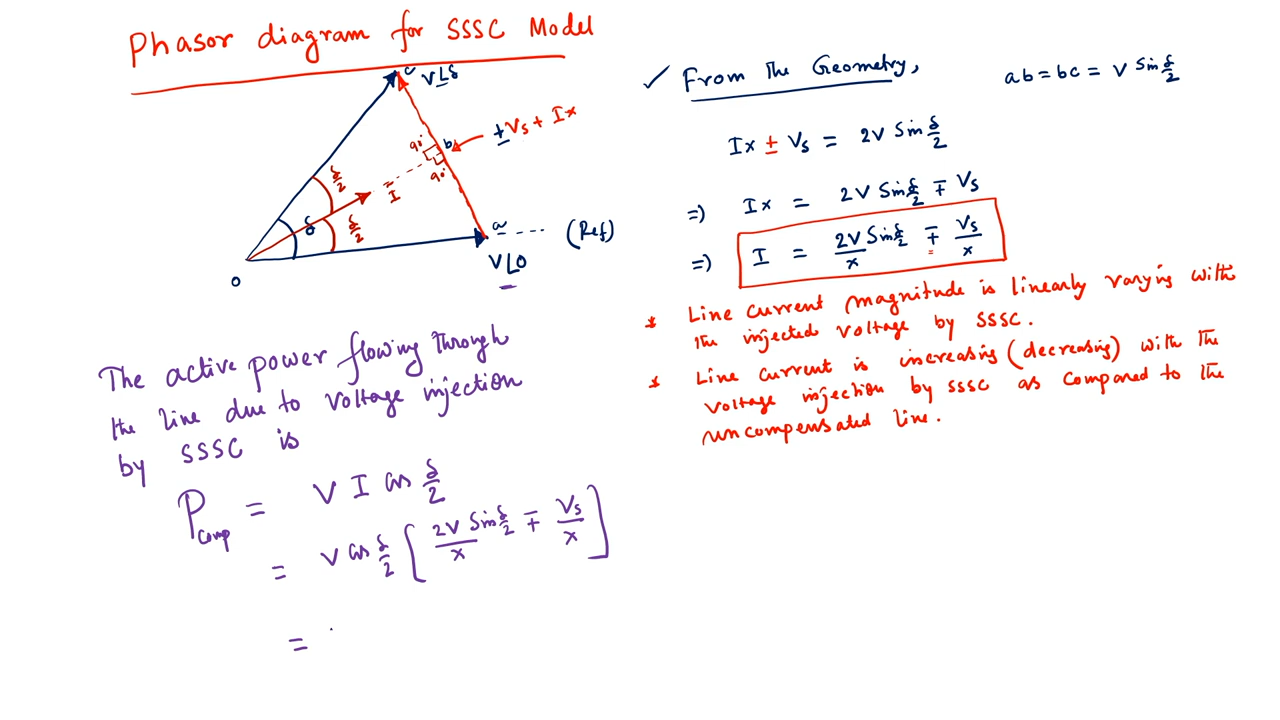 Phasor diagram for SSSC Model
c V∠δ
±Vs + Ix
90°
b
90°
δ/2
Ī
δ
δ/2
a
(Ref)
o
V∠0
✓ From the Geometry,
ab = bc = V Sin δ/2
Ix ± Vs = 2V Sin δ/2
=) Ix = 2V Sin δ/2 ∓ Vs
=) I = 2V/x Sin δ/2 ∓ Vs/x
* Line current magnitude is linearly varying with
the injected voltage by SSSC.
* Line current is increasing (decreasing) with the
voltage injection by SSSC as compared to the
uncompensated line.
The active power flowing through
the line due to voltage injection
by SSSC is
Pcomp = V I cos δ/2
= V cos δ/2 [ 2V/x Sin δ/2 ∓ Vs/x ]
=